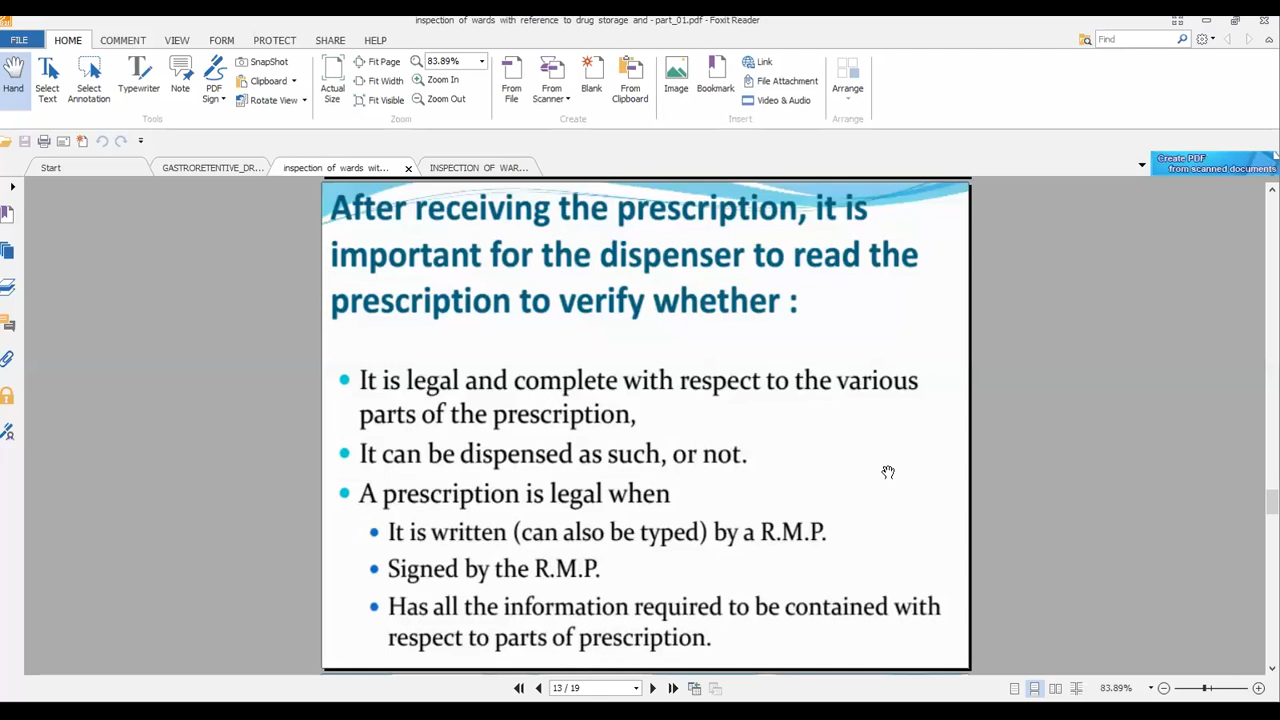 inspection of wards with reference to drug storage and - part_01.pdf - Foxit Reader
FILE HOME COMMENT VIEW FORM PROTECT SHARE HELP
Find
Hand
Select Text
Select Annotation
Typewriter
Note
PDF Sign
SnapShot
Clipboard
Rotate View
Tools
Actual Size
Fit Page
Fit Width
Fit Visible
83.89%
Zoom In
Zoom Out
Zoom
From File
From Scanner
Blank
From Clipboard
Create
Image
Bookmark
Link
File Attachment
Video & Audio
Insert
Arrange
Arrange
Start
GASTRORETENTIVE_DR...
inspection of wards wit...
INSPECTION OF WAR...
Create PDF
from scanned documents
After receiving the prescription, it is
important for the dispenser to read the
prescription to verify whether :
It is legal and complete with respect to the various
parts of the prescription,
It can be dispensed as such, or not.
A prescription is legal when
It is written (can also be typed) by a R.M.P.
Signed by the R.M.P.
Has all the information required to be contained with
respect to parts of prescription.
13 / 19
83.89%